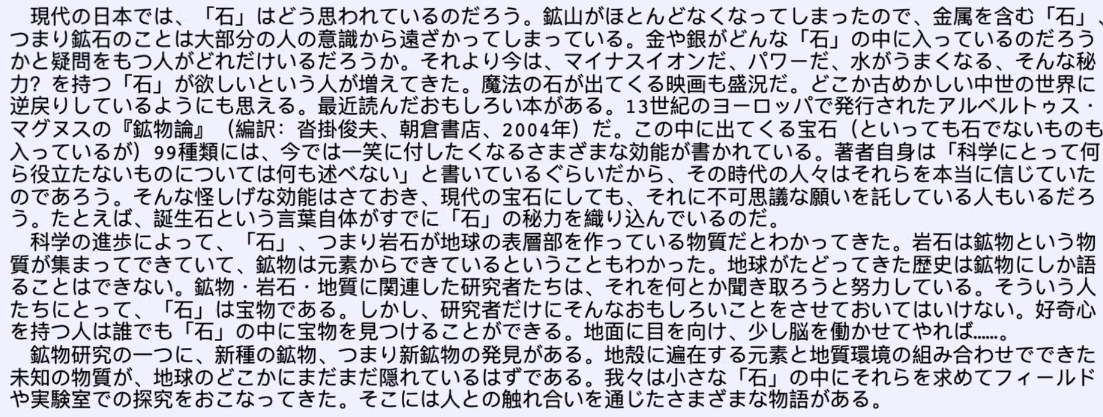 現代の日本では、「石」はどう思われているのだろう。鉱山がほとんどなくなってしまったので、金属を含む「石」、
つまり鉱石のことは大部分の人の意識から遠ざかってしまっている。金や銀がどんな「石」の中に入っているのだろう
かと疑問をもつ人がどれだけいるだろうか。それより今は、マイナスイオンだ、パワーだ、水がうまくなる、そんな秘
力？を持つ「石」が欲しいという人が増えてきた。魔法の石が出てくる映画も盛況だ。どこか古めかしい中世の世界に
逆戻りしているようにも思える。最近読んだおもしろい本がある。13世紀のヨーロッパで発行されたアルベルトゥス・
マグヌスの『鉱物論』（編訳：沓掛俊夫、朝倉書店、2004年）だ。この中に出てくる宝石（といっても石でないものも
入っているが）99種類には、今では一笑に付したくなるさまざまな効能が書かれている。著者自身は「科学にとって何
ら役立たないものについては何も述べない」と書いているぐらいだから、その時代の人々はそれらを本当に信じていた
のであろう。そんな怪しげな効能はさておき、現代の宝石にしても、それに不可思議な願いを託している人もいるだろ
う。たとえば、誕生石という言葉自体がすでに「石」の秘力を織り込んでいるのだ。
　科学の進歩によって、「石」、つまり岩石が地球の表層部を作っている物質だとわかってきた。岩石は鉱物という物
質が集まってできていて、鉱物は元素からできているということもわかった。地球がたどってきた歴史は鉱物にしか語
ることはできない。鉱物・岩石・地質に関連した研究者たちは、それを何とか聞き取ろうと努力している。そういう人
たちにとって、「石」は宝物である。しかし、研究者だけにそんなおもしろいことをさせておいてはいけない。好奇心
を持つ人は誰でも「石」の中に宝物を見つけることができる。地面に目を向け、少し脳を働かせてやれば……。
　鉱物研究の一つに、新種の鉱物、つまり新鉱物の発見がある。地殻に遍在する元素と地質環境の組み合わせでできた
未知の物質が、地球のどこかにまだまだ隠れているはずである。我々は小さな「石」の中にそれらを求めてフィールド
や実験室での探究をおこなってきた。そこには人との触れ合いを通じたさまざまな物語がある。